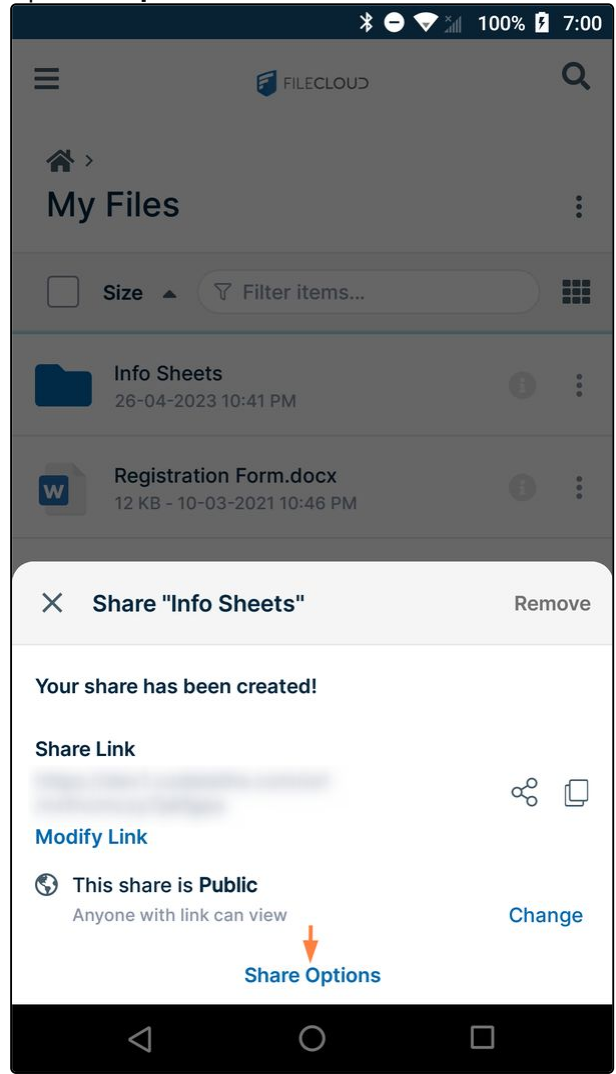 100% 7:00
FILECLOUD
My Files
Size Filter items...
Info Sheets
26-04-2023 10:41 PM
W
Registration Form.docx
12 KB - 10-03-2021 10:46 PM
Share "Info Sheets" Remove
Your share has been created!
Share Link
Modify Link
This share is Public
Anyone with link can view Change
Share Options